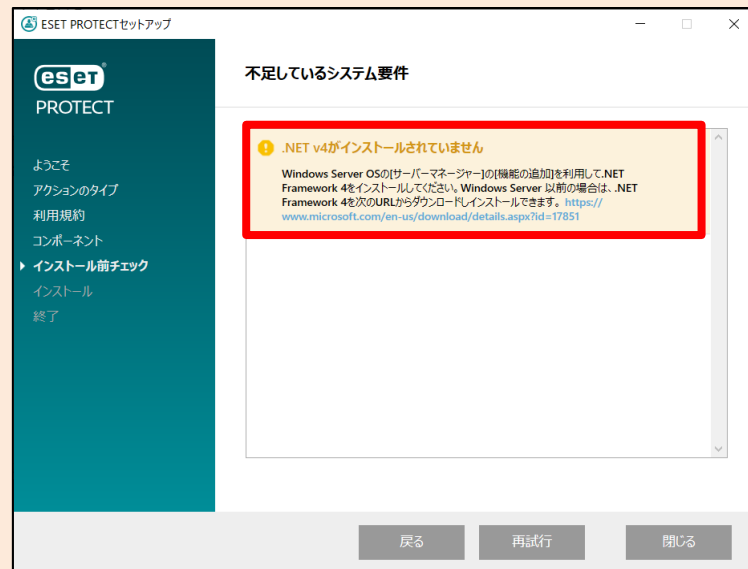 ESET PROTECTセットアップ
eset
PROTECT
不足しているシステム要件
ようこそ
アクションのタイプ
利用規約
コンポーネント
インストール前チェック
インストール
終了
.NET v4がインストールされていません
Windows Server OSの[サーバーマネージャー]の[機能の追加]を利用して.NET
Framework 4をインストールしてください。Windows Server 以前の場合は、.NET
Framework 4を次のURLからダウンロードしインストールできます。 https://
www.microsoft.com/en-us/download/details.aspx?id=17851
戻る
再試行
閉じる